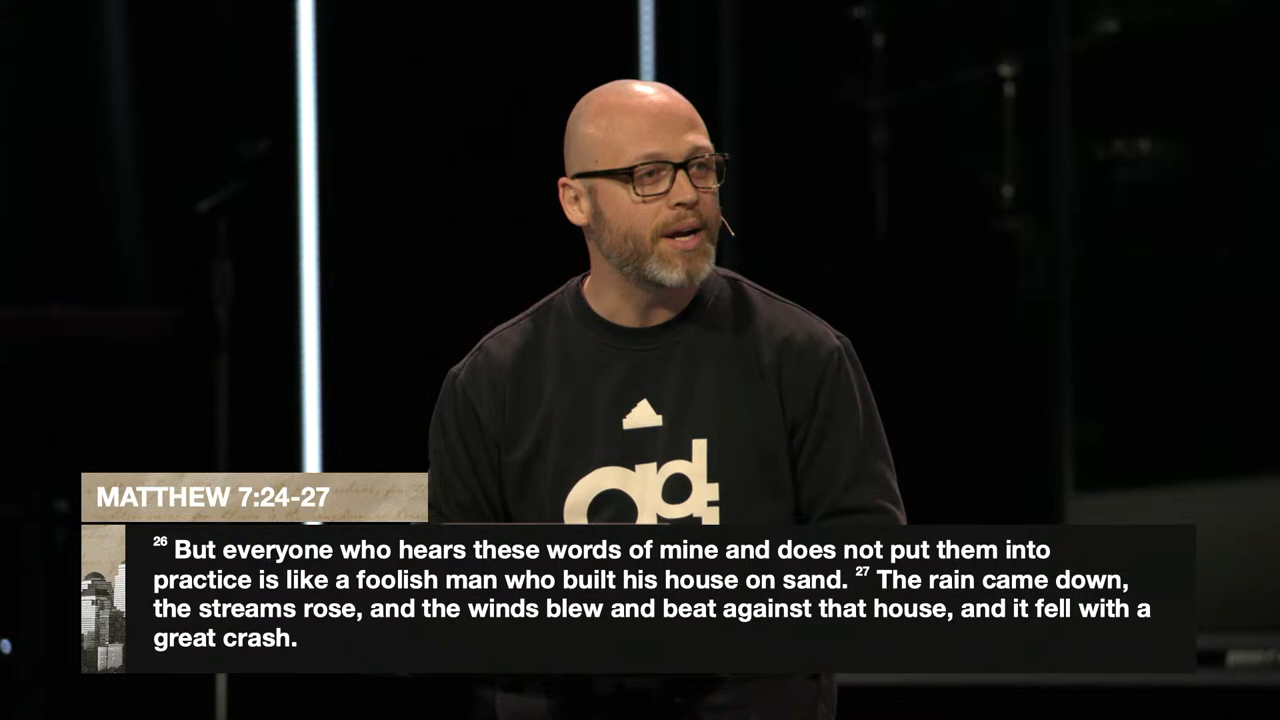 MATTHEW 7:24-27
26 But everyone who hears these words of mine and does not put them into
practice is like a foolish man who built his house on sand. 27 The rain came down,
the streams rose, and the winds blew and beat against that house, and it fell with a
great crash.